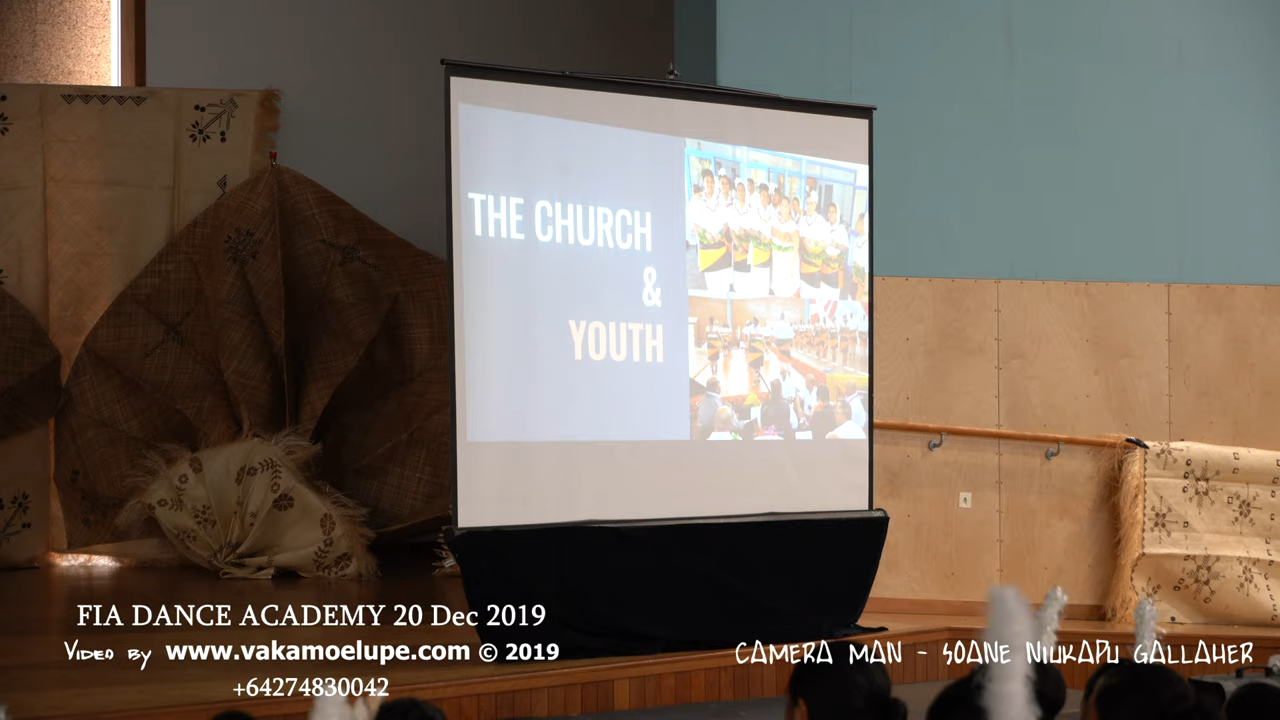 THE CHURCH
&
YOUTH
FIA DANCE ACADEMY 20 Dec 2019
VIDEO BY www.vakamoelupe.com © 2019
+64274830042
CAMERA MAN - SOANE NIUKAPU GALLAHER